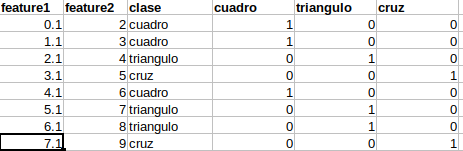 feature1 feature2 clase cuadro triangulo cruz
0.1 2 cuadro 1 0 0
1.1 3 cuadro 1 0 0
2.1 4 triangulo 0 1 0
3.1 5 cruz 0 0 1
4.1 6 cuadro 1 0 0
5.1 7 triangulo 0 1 0
6.1 8 triangulo 0 1 0
7.1 9 cruz 0 0 1